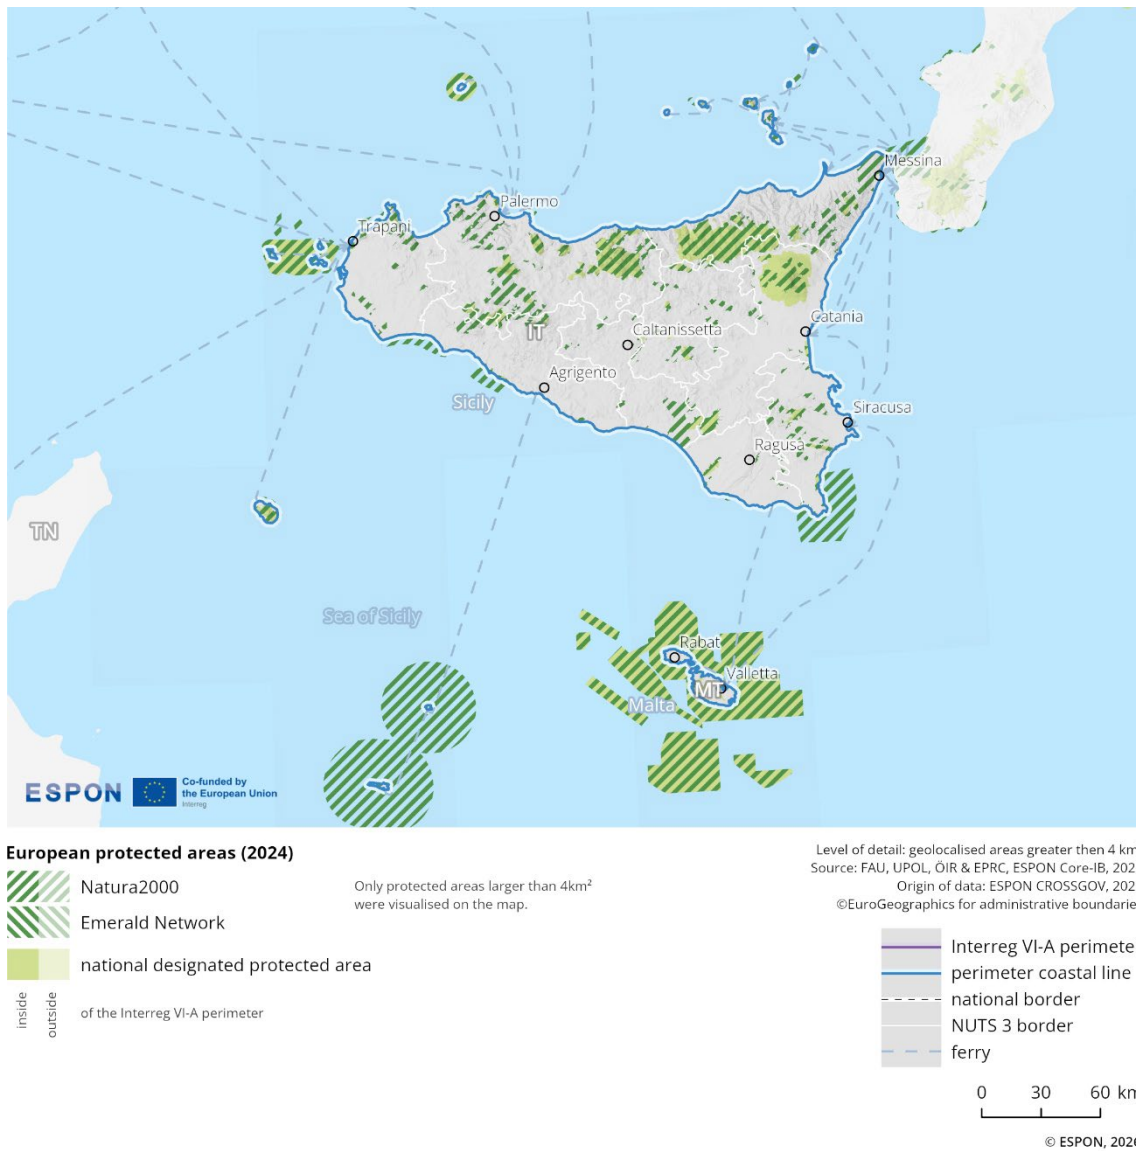 Messina
Palermo
Trapani
Catania
IT
Caltanissetta
Agrigento
Sicily
Siracusa
Ragusa
TN
Sea of Sicily
Rabat
Valletta
MT
Malta
ESPON
Co-funded by
the European Union
Interreg
European protected areas (2024)
Natura2000
Emerald Network
national designated protected area
inside
outside
of the Interreg VI-A perimeter
Only protected areas larger than 4km²
were visualised on the map.
Level of detail: geolocalised areas greater then 4 km
Source: FAU, UPOL, ÖIR & EPRC, ESPON Core-IB, 202
Origin of data: ESPON CROSSGOV, 202
©EuroGeographics for administrative boundarie
Interreg VI-A perimete
perimeter coastal line
national border
NUTS 3 border
ferry
0 30 60 km
© ESPON, 2026